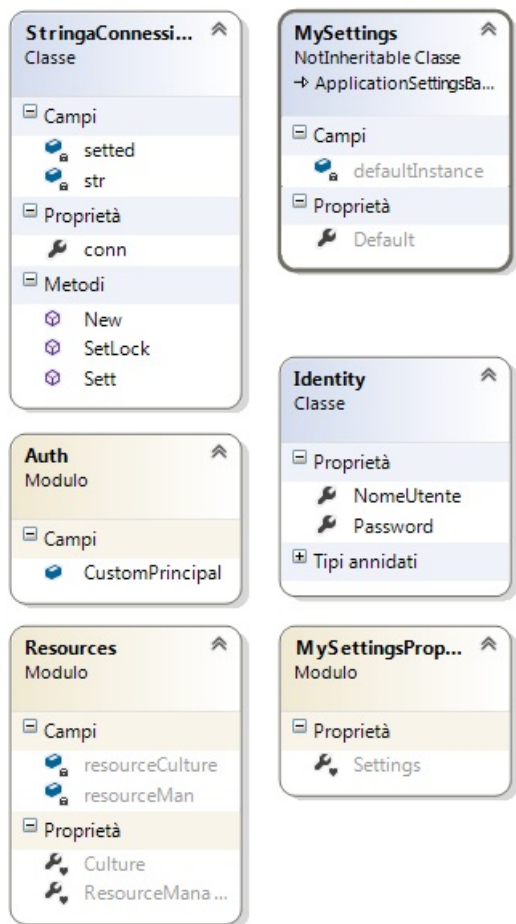 StringaConnessi...
Classe
Campi
setted
str
Proprietà
conn
Metodi
New
SetLock
Sett
MySettings
NotInheritable Classe
ApplicationSettingsBa...
Campi
defaultInstance
Proprietà
Default
Identity
Classe
Proprietà
NomeUtente
Password
Tipi annidati
Auth
Modulo
Campi
CustomPrincipal
Resources
Modulo
Campi
resourceCulture
resourceMan
Proprietà
Culture
ResourceMana...
MySettingsProp...
Modulo
Proprietà
Settings